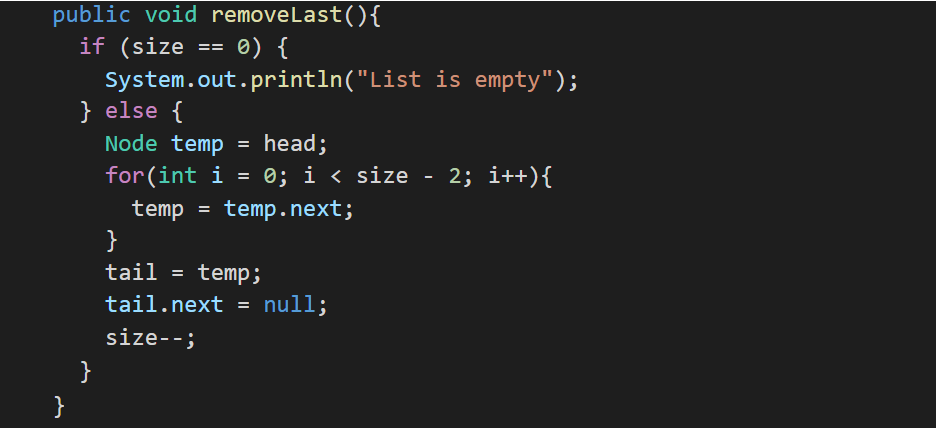 public void removeLast(){
if (size == 0) {
System.out.println("List is empty");
} else {
Node temp = head;
for(int i = 0; i < size - 2; i++){
temp = temp.next;
}
tail = temp;
tail.next = null;
size--;
}
}